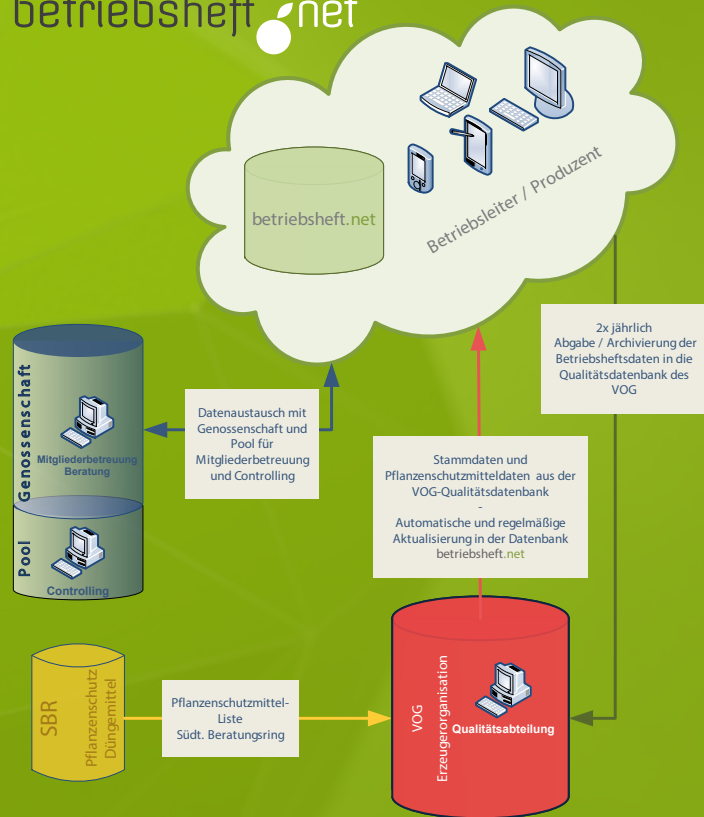 betriebsheft.net
betriebsheft.net
Betriebsleiter / Produzent
2x jährlich
Abgabe / Archivierung der
Betriebsheftsdaten in die
Qualitätsdatenbank des
VOG
Genossenschaft
Mitgliederbetreuung
Beratung
Datenaustausch mit
Genossenschaft und
Pool für
Mitgliederbetreuung
und Controlling
Stammdaten und
Pflanzenschutzmitteldaten aus der
VOG-Qualitätsdatenbank
-
Automatische und regelmäßige
Aktualisierung in der Datenbank
betriebsheft.net
Pool
Controlling
SBR
Pflanzenschutz
Düngemittel
Pflanzenschutzmittel-
Liste
Südt. Beratungsring
VOG
Erzeugerorganisation
Qualitätsabteilung